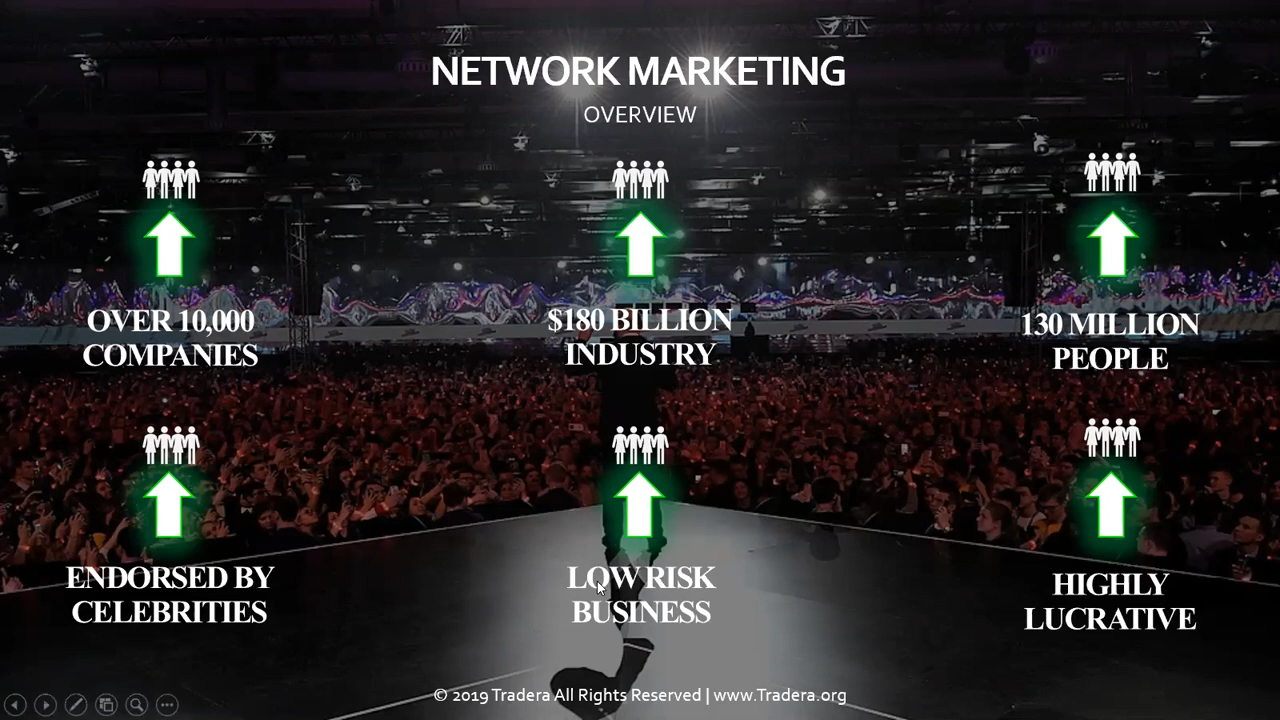 NETWORK MARKETING
OVERVIEW
OVER 10,000
COMPANIES
$180 BILLION
INDUSTRY
130 MILLION
PEOPLE
ENDORSED BY
CELEBRITIES
LOW RISK
BUSINESS
HIGHLY
LUCRATIVE
© 2019 Tradera All Rights Reserved | www.Tradera.org